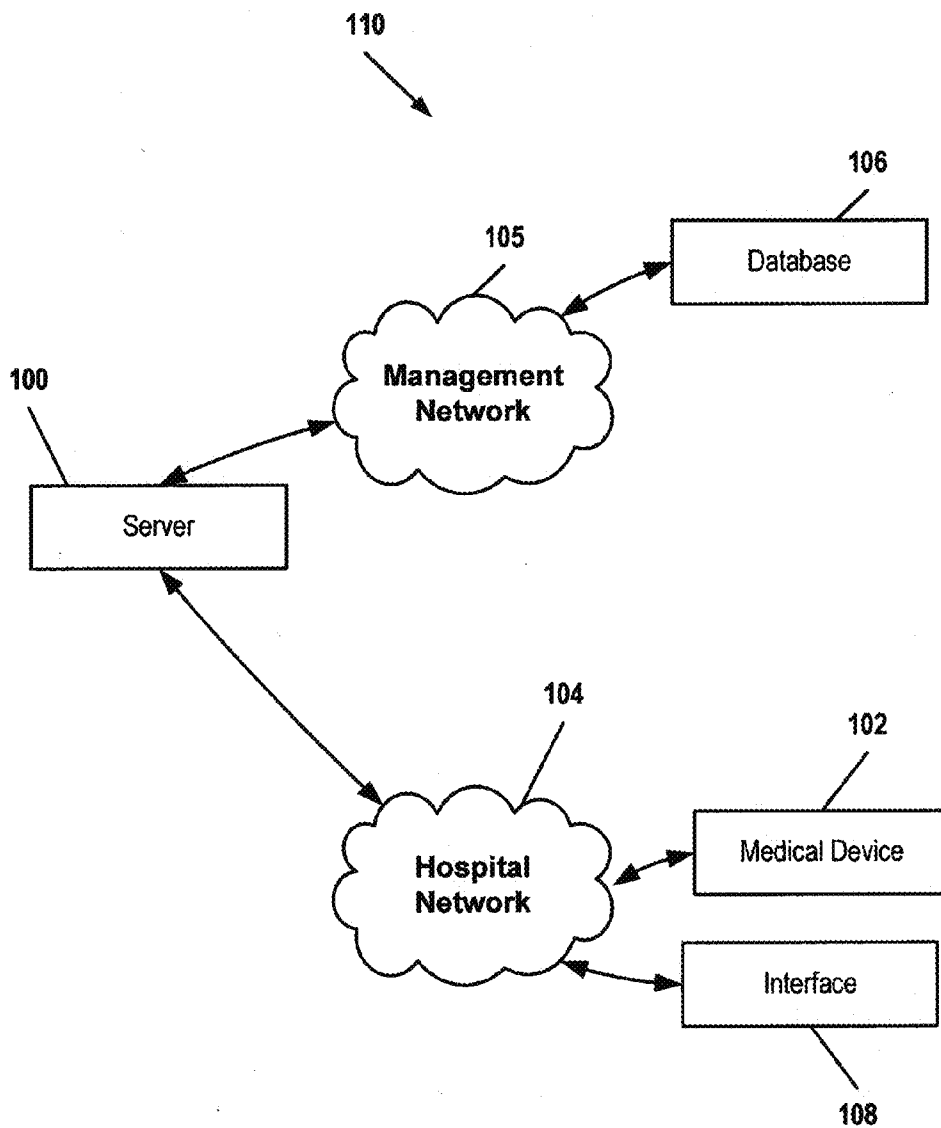 110
106
Database
105
Management
Network
100
Server
104
102
Hospital
Network
Medical Device
Interface
108